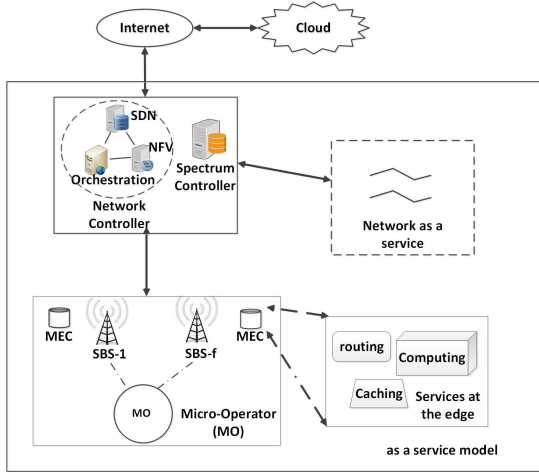 Internet
Cloud
SDN
NFV
Orchestration
Network
Controller
Spectrum
Controller
Network as a
service
MEC
SBS-1
SBS-f
MEC
MO
Micro-Operator
(MO)
routing
Computing
Caching
Services at
the edge
as a service model